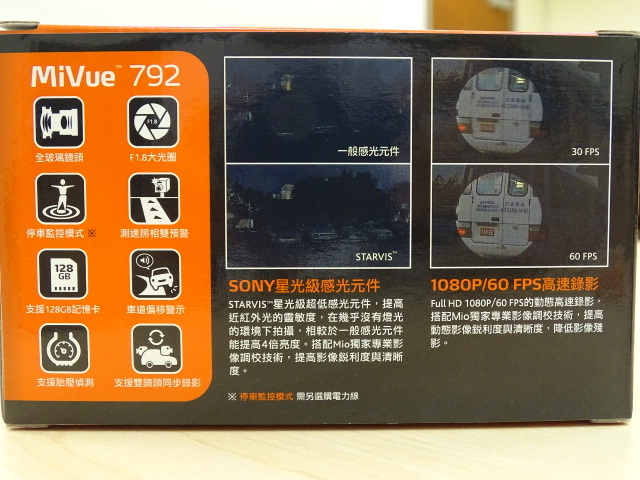 MiVue™ 792
全玻璃鏡頭
F1.8
F1.8大光圈
停車監控模式 ※
測速照相雙預警
128
GB
支援128GB記憶卡
車道偏移警示
支援胎壓偵測
支援雙鏡頭同步錄影
一般感光元件
STARVIS™
SONY星光級感光元件
STARVIS™星光級超低感光元件，提高
近紅外光的靈敏度，在幾乎沒有燈光
的環境下拍攝，相較於一般感光元件
能提高4倍亮度。搭配Mio獨家專業影
像調校技術，提高影像銳利度與清晰
度。
※ 停車監控模式 需另選購電力線
30 FPS
60 FPS
1080P/60 FPS高速錄影
Full HD 1080P/60 FPS的動態高速錄影，
搭配Mio獨家專業影像調校技術，提高
動態影像銳利度與清晰度，降低影像殘
影。